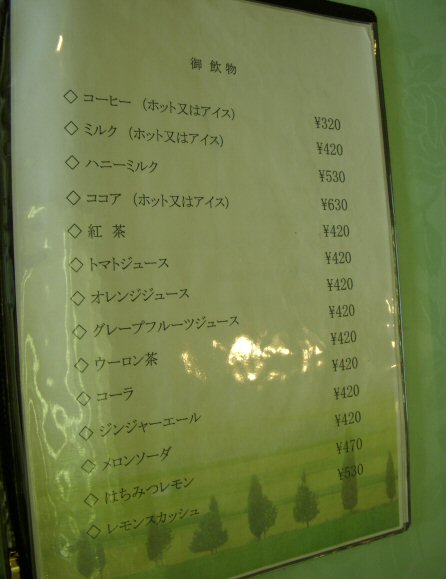 御飲物
◇ コーヒー (ホット又はアイス) ¥320
◇ ミルク (ホット又はアイス) ¥420
◇ ハニーミルク ¥530
◇ ココア (ホット又はアイス) ¥630
◇ 紅 茶 ¥420
◇ トマトジュース ¥420
◇ オレンジジュース ¥420
◇ グレープフルーツジュース ¥420
◇ ウーロン茶 ¥420
◇ コーラ ¥420
◇ ジンジャーエール ¥420
◇ メロンソーダ ¥420
◇ はちみつレモン ¥470
◇ レモンスカッシュ ¥530